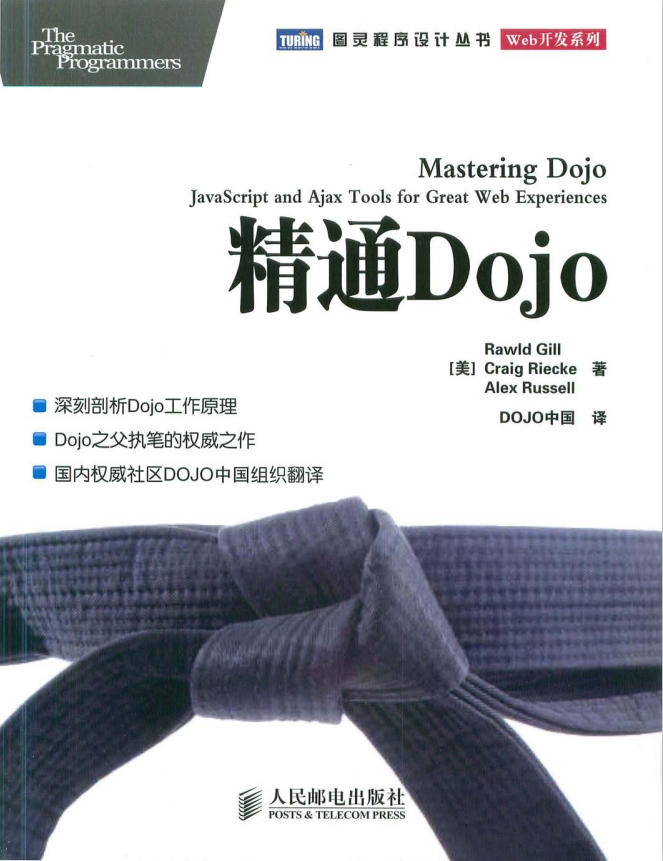 The
Pragmatic
Programmers
TURING 图灵程序设计丛书 Web开发系列
Mastering Dojo
JavaScript and Ajax Tools for Great Web Experiences
精通Dojo
Rawld Gill
[美] Craig Riecke 著
Alex Russell
DOJO中国 译
深刻剖析Dojo工作原理
Dojo之父执笔的权威之作
国内权威社区DOJO中国组织翻译
人民邮电出版社
POSTS & TELECOM PRESS